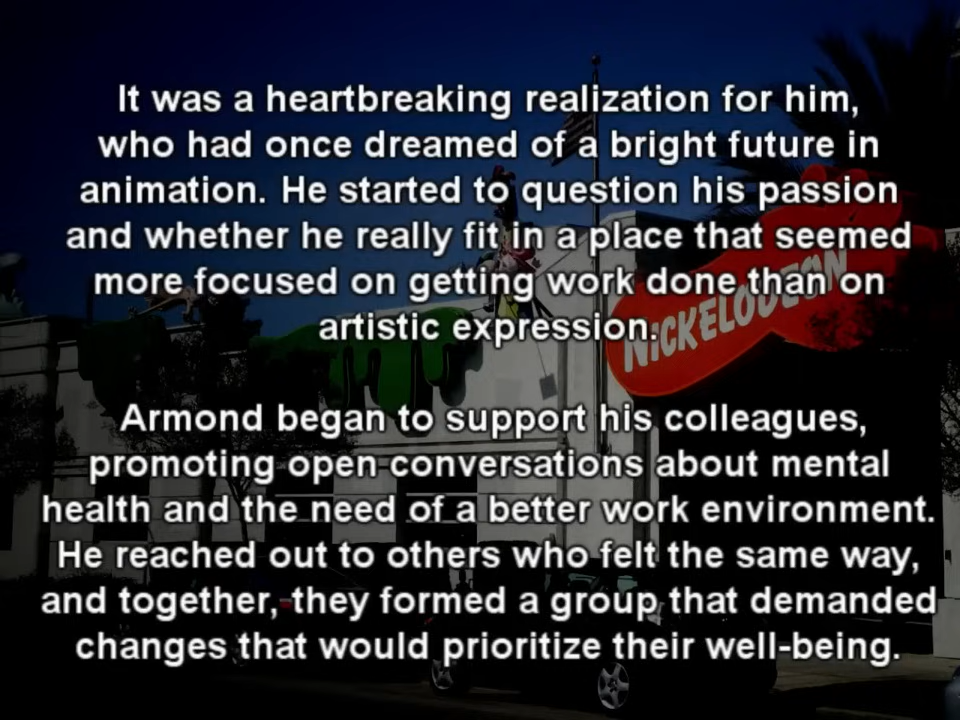 It was a heartbreaking realization for him,
who had once dreamed of a bright future in
animation. He started to question his passion
and whether he really fit in a place that seemed
more focused on getting work done than on
artistic expression.
NICKELODEON
Armond began to support his colleagues,
promoting open conversations about mental
health and the need of a better work environment.
He reached out to others who felt the same way,
and together, they formed a group that demanded
changes that would prioritize their well-being.